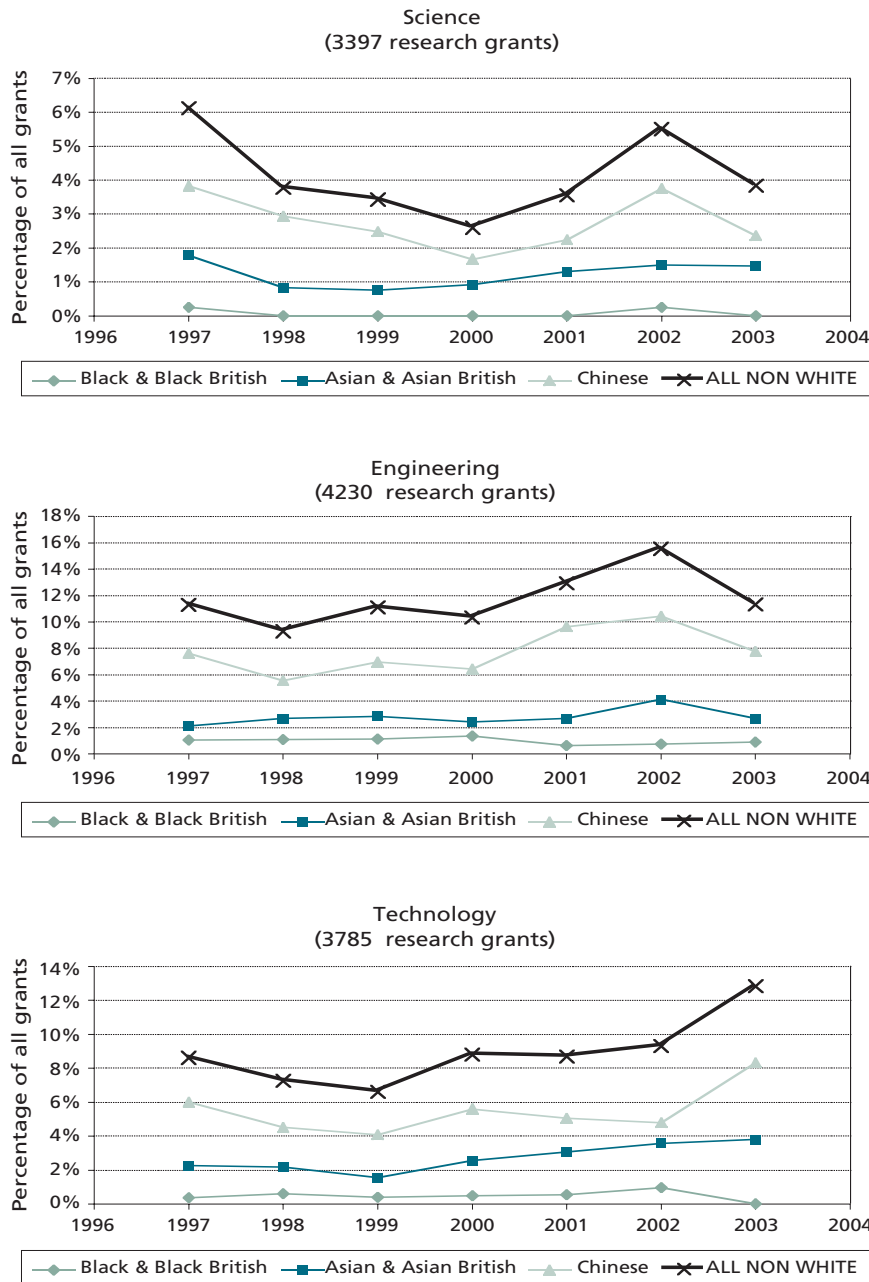 Science
(3397 research grants)
Percentage of all grants
7%
6%
5%
4%
3%
2%
1%
0%
1996 1997 1998 1999 2000 2001 2002 2003 2004
Black & Black British Asian & Asian British Chinese ALL NON WHITE
Engineering
(4230 research grants)
Percentage of all grants
18%
16%
14%
12%
10%
8%
6%
4%
2%
0%
1996 1997 1998 1999 2000 2001 2002 2003 2004
Black & Black British Asian & Asian British Chinese ALL NON WHITE
Technology
(3785 research grants)
Percentage of all grants
14%
12%
10%
8%
6%
4%
2%
0%
1996 1997 1998 1999 2000 2001 2002 2003 2004
Black & Black British Asian & Asian British Chinese ALL NON WHITE